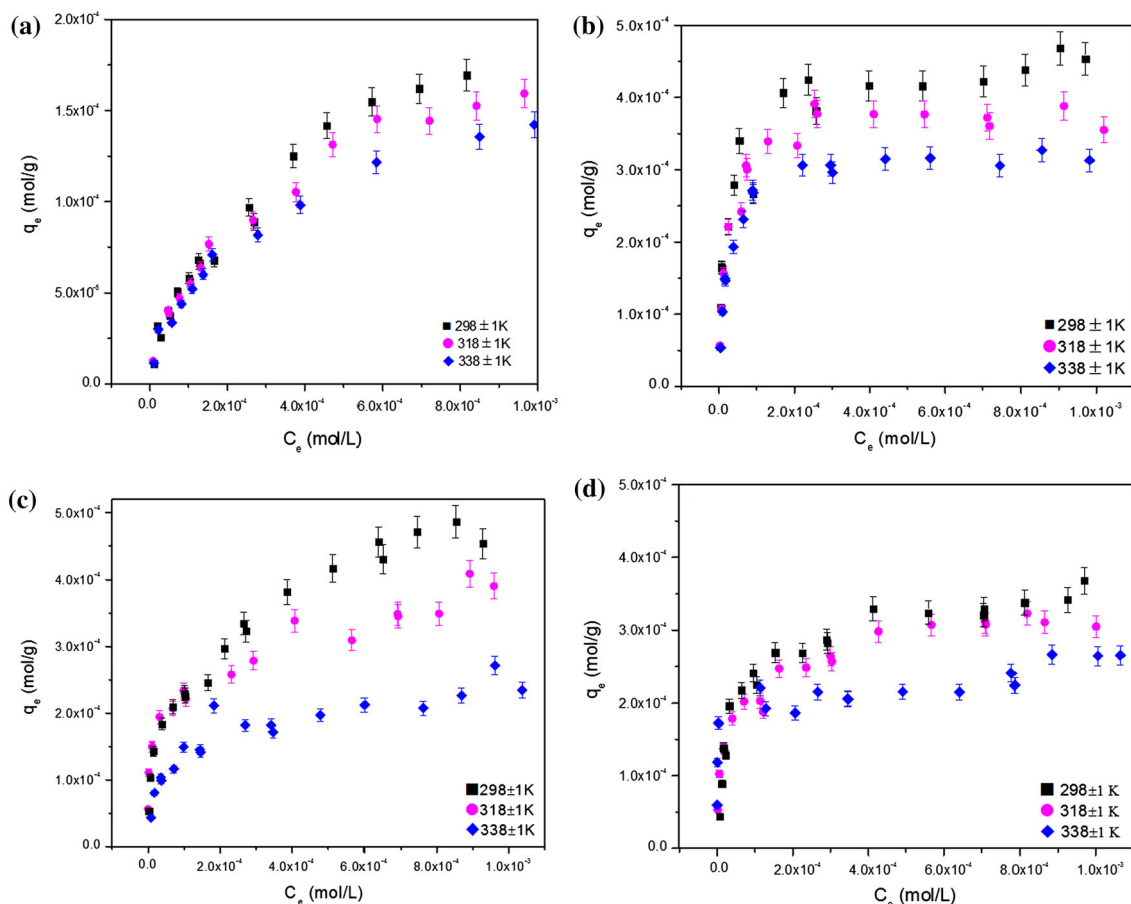 (a)
2.0x10⁻⁴
1.5x10⁻⁴
1.0x10⁻⁴
5.0x10⁻⁵
0.0
qₑ (mol/g)
298 ± 1K
318 ± 1K
338 ± 1K
0.0 2.0x10⁻⁴ 4.0x10⁻⁴ 6.0x10⁻⁴ 8.0x10⁻⁴ 1.0x10⁻³
Cₑ (mol/L)
(b)
5.0x10⁻⁴
4.0x10⁻⁴
3.0x10⁻⁴
2.0x10⁻⁴
1.0x10⁻⁴
0.0
qₑ (mol/g)
298 ± 1K
318 ± 1K
338 ± 1K
0.0 2.0x10⁻⁴ 4.0x10⁻⁴ 6.0x10⁻⁴ 8.0x10⁻⁴ 1.0x10⁻³
Cₑ (mol/L)
(c)
5.0x10⁻⁴
4.0x10⁻⁴
3.0x10⁻⁴
2.0x10⁻⁴
1.0x10⁻⁴
0.0
qₑ (mol/g)
298±1K
318±1K
338±1K
0.0 2.0x10⁻⁴ 4.0x10⁻⁴ 6.0x10⁻⁴ 8.0x10⁻⁴ 1.0x10⁻³
Cₑ (mol/L)
(d)
5.0x10⁻⁴
4.0x10⁻⁴
3.0x10⁻⁴
2.0x10⁻⁴
1.0x10⁻⁴
0.0
qₑ (mol/g)
298±1 K
318±1 K
338±1 K
0.0 2.0x10⁻⁴ 4.0x10⁻⁴ 6.0x10⁻⁴ 8.0x10⁻⁴ 1.0x10⁻³
Cₑ (mol/L)